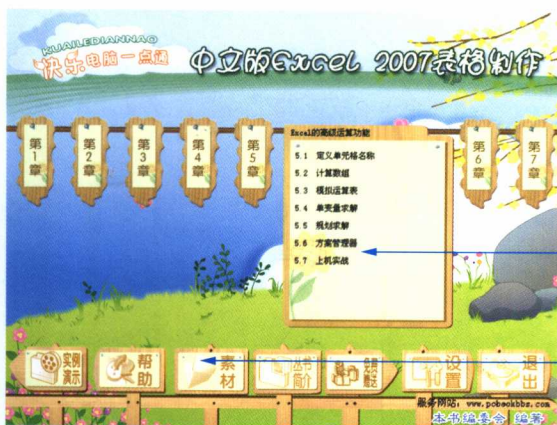 KUAILEDIANNAO
快乐电脑一点通
中文版Excel 2007表格制作
第1章
第2章
第3章
第4章
第5章
Excel的高级运算功能
5.1 定义单元格名称
5.2 计算数组
5.3 模拟运算表
5.4 单变量求解
5.5 规划求解
5.6 方案管理器
5.7 上机实战
第6章
第7章
实例演示
帮助
素材
丛书简介
设置
退出
服务网站：www.pcbookbbs.com
本书编委会 编著